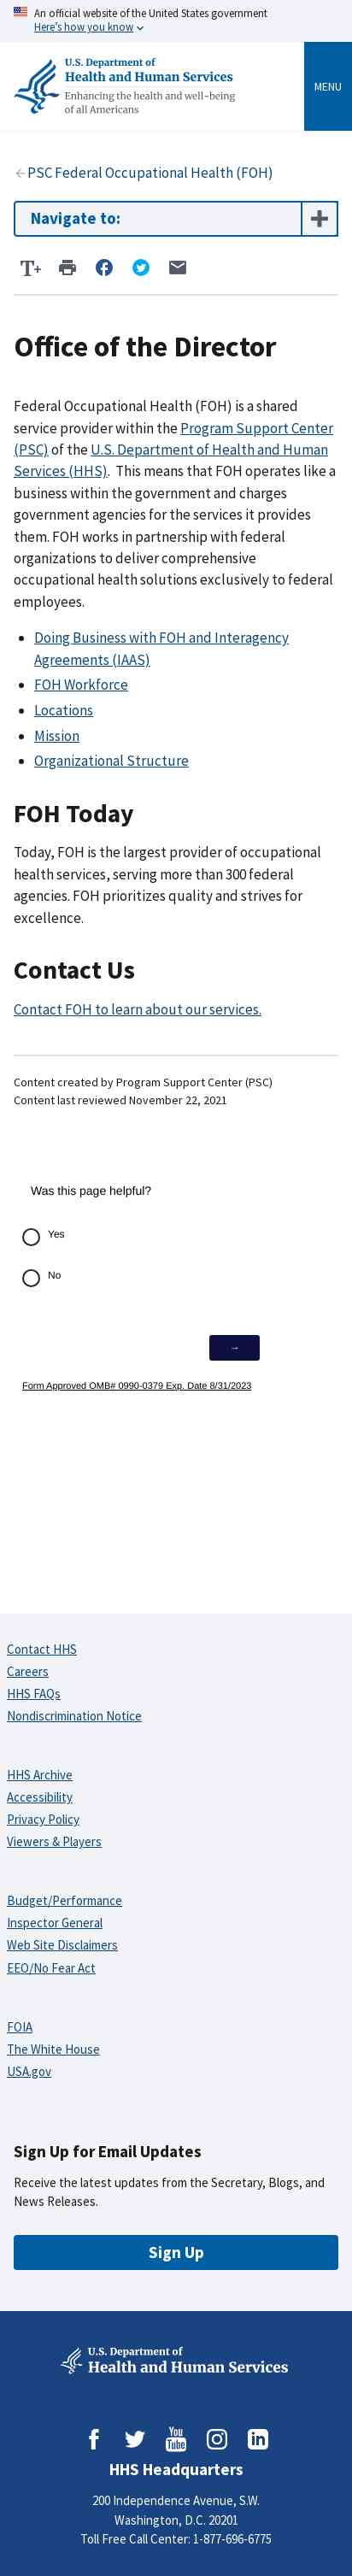 An official website of the United States government
Here's how you know
U.S. Department of
Health and Human Services
Enhancing the health and well-being
of all Americans
MENU
PSC Federal Occupational Health (FOH)
Navigate to:
T+
Office of the Director
Federal Occupational Health (FOH) is a shared
service provider within the Program Support Center
(PSC) of the U.S. Department of Health and Human
Services (HHS).  This means that FOH operates like a
business within the government and charges
government agencies for the services it provides
them. FOH works in partnership with federal
organizations to deliver comprehensive
occupational health solutions exclusively to federal
employees.
Doing Business with FOH and Interagency
Agreements (IAAS)
FOH Workforce
Locations
Mission
Organizational Structure
FOH Today
Today, FOH is the largest provider of occupational
health services, serving more than 300 federal
agencies. FOH prioritizes quality and strives for
excellence.
Contact Us
Contact FOH to learn about our services.
Content created by Program Support Center (PSC)
Content last reviewed November 22, 2021
Was this page helpful?
Yes
No
→
Form Approved OMB# 0990-0379 Exp. Date 8/31/2023
Contact HHS
Careers
HHS FAQs
Nondiscrimination Notice
HHS Archive
Accessibility
Privacy Policy
Viewers & Players
Budget/Performance
Inspector General
Web Site Disclaimers
EEO/No Fear Act
FOIA
The White House
USA.gov
Sign Up for Email Updates
Receive the latest updates from the Secretary, Blogs, and
News Releases.
Sign Up
U.S. Department of
Health and Human Services
You Tube
in
HHS Headquarters
200 Independence Avenue, S.W.
Washington, D.C. 20201
Toll Free Call Center: 1-877-696-6775